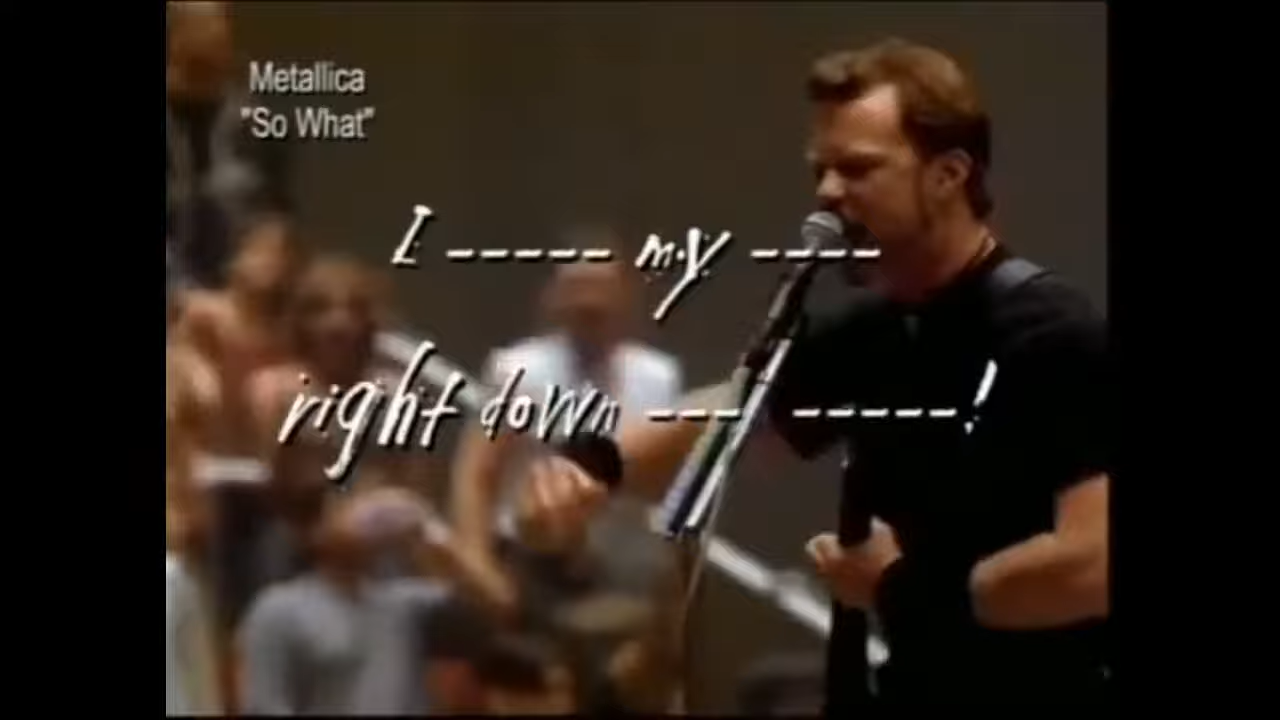 Metallica
"So What"
I ----- my ----
right down --- -----!